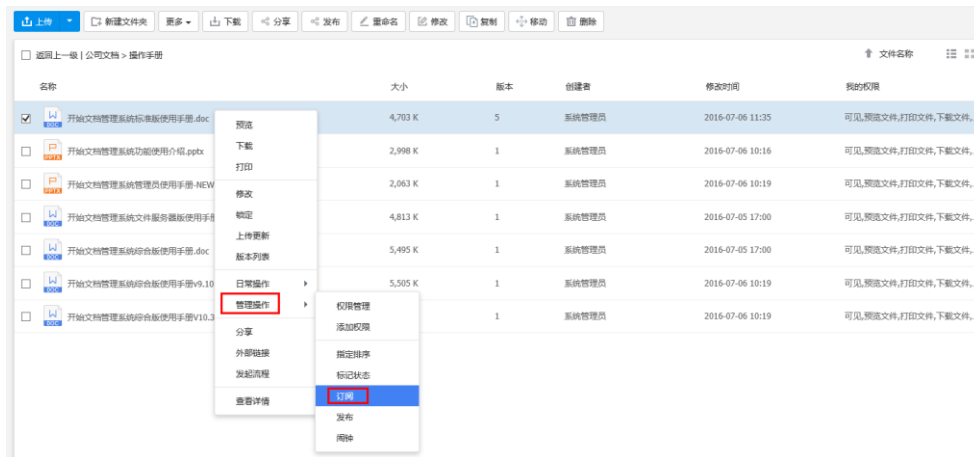 上传 新建文件夹 更多 下载 分享 发布 重命名 修改 复制 移动 删除
返回上一级 | 公司文档 > 操作手册 文件名称
名称 大小 版本 创建者 修改时间 我的权限
开始文档管理系统标准版使用手册.doc 4,703 K 5 系统管理员 2016-07-06 11:35 可见,预览文件,打印文件,下载文件,..
开始文档管理系统功能使用介绍.pptx 2,998 K 1 系统管理员 2016-07-06 10:16 可见,预览文件,打印文件,下载文件,..
开始文档管理系统管理员使用手册-NEW 2,063 K 1 系统管理员 2016-07-06 10:19 可见,预览文件,打印文件,下载文件,..
开始文档管理系统文件服务器版使用手册 4,813 K 1 系统管理员 2016-07-05 17:00 可见,预览文件,打印文件,下载文件,..
开始文档管理系统综合版使用手册.doc 5,495 K 1 系统管理员 2016-07-05 17:00 可见,预览文件,打印文件,下载文件,..
开始文档管理系统综合版使用手册v9.10 5,505 K 1 系统管理员 2016-07-06 10:19 可见,预览文件,打印文件,下载文件,..
开始文档管理系统综合版使用手册V10.3 1 系统管理员 2016-07-06 10:19 可见,预览文件,打印文件,下载文件,..
预览
下载
打印
修改
锁定
上传更新
版本列表
日常操作
管理操作
分享
外部链接
发起流程
查看详情
权限管理
添加权限
指定排序
标记状态
订阅
发布
闹钟